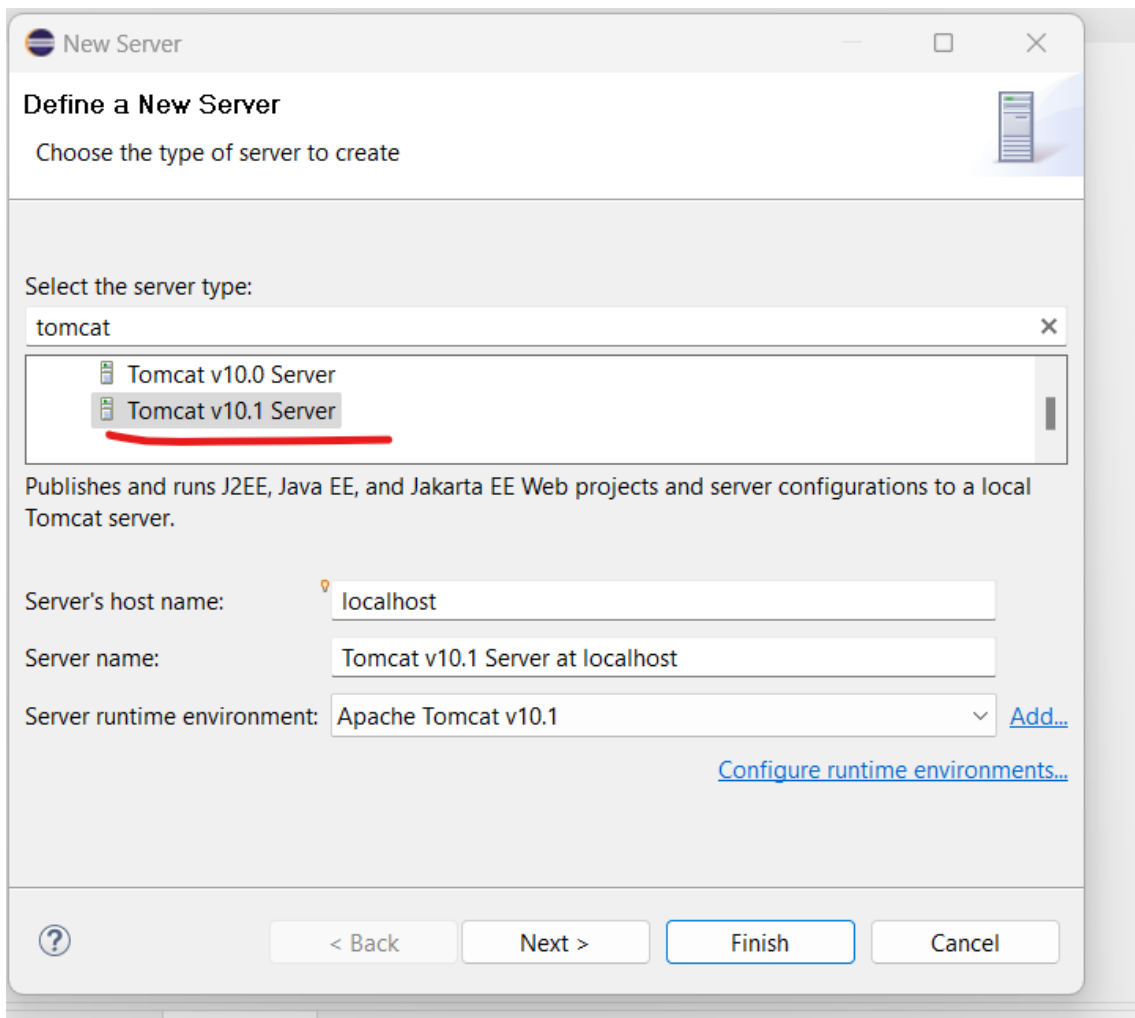 New Server
Define a New Server
Choose the type of server to create
Select the server type:
tomcat
Tomcat v10.0 Server
Tomcat v10.1 Server
Publishes and runs J2EE, Java EE, and Jakarta EE Web projects and server configurations to a local
Tomcat server.
Server's host name: localhost
Server name: Tomcat v10.1 Server at localhost
Server runtime environment: Apache Tomcat v10.1 Add...
Configure runtime environments...
? < Back Next > Finish Cancel